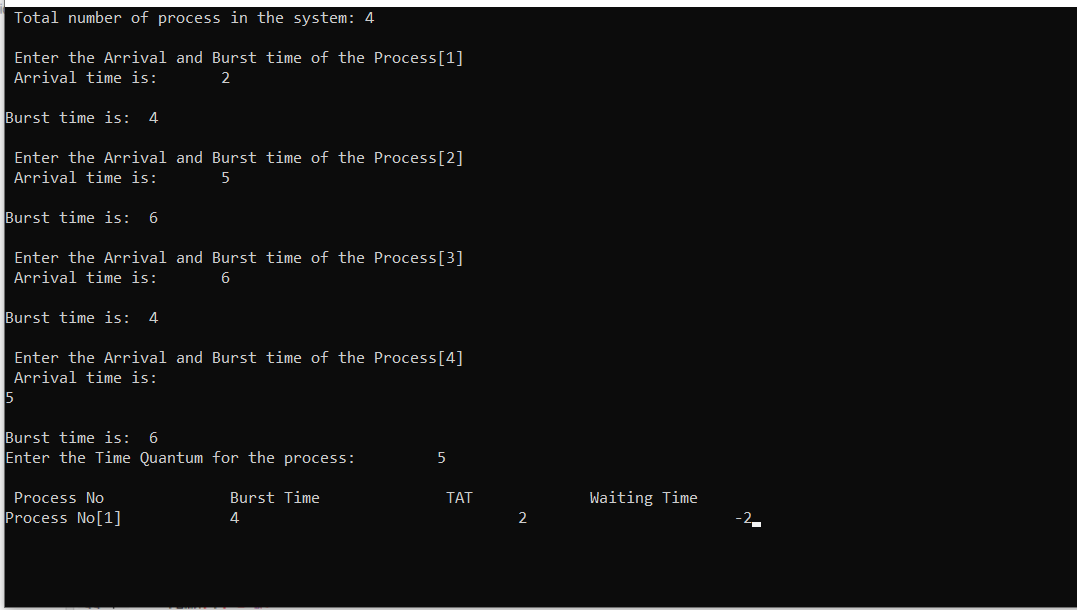 Total number of process in the system: 4
Enter the Arrival and Burst time of the Process[1]
Arrival time is: 2
Burst time is: 4
Enter the Arrival and Burst time of the Process[2]
Arrival time is: 5
Burst time is: 6
Enter the Arrival and Burst time of the Process[3]
Arrival time is: 6
Burst time is: 4
Enter the Arrival and Burst time of the Process[4]
Arrival time is:
5
Burst time is: 6
Enter the Time Quantum for the process: 5
Process No Burst Time TAT Waiting Time
Process No[1] 4 2 -2